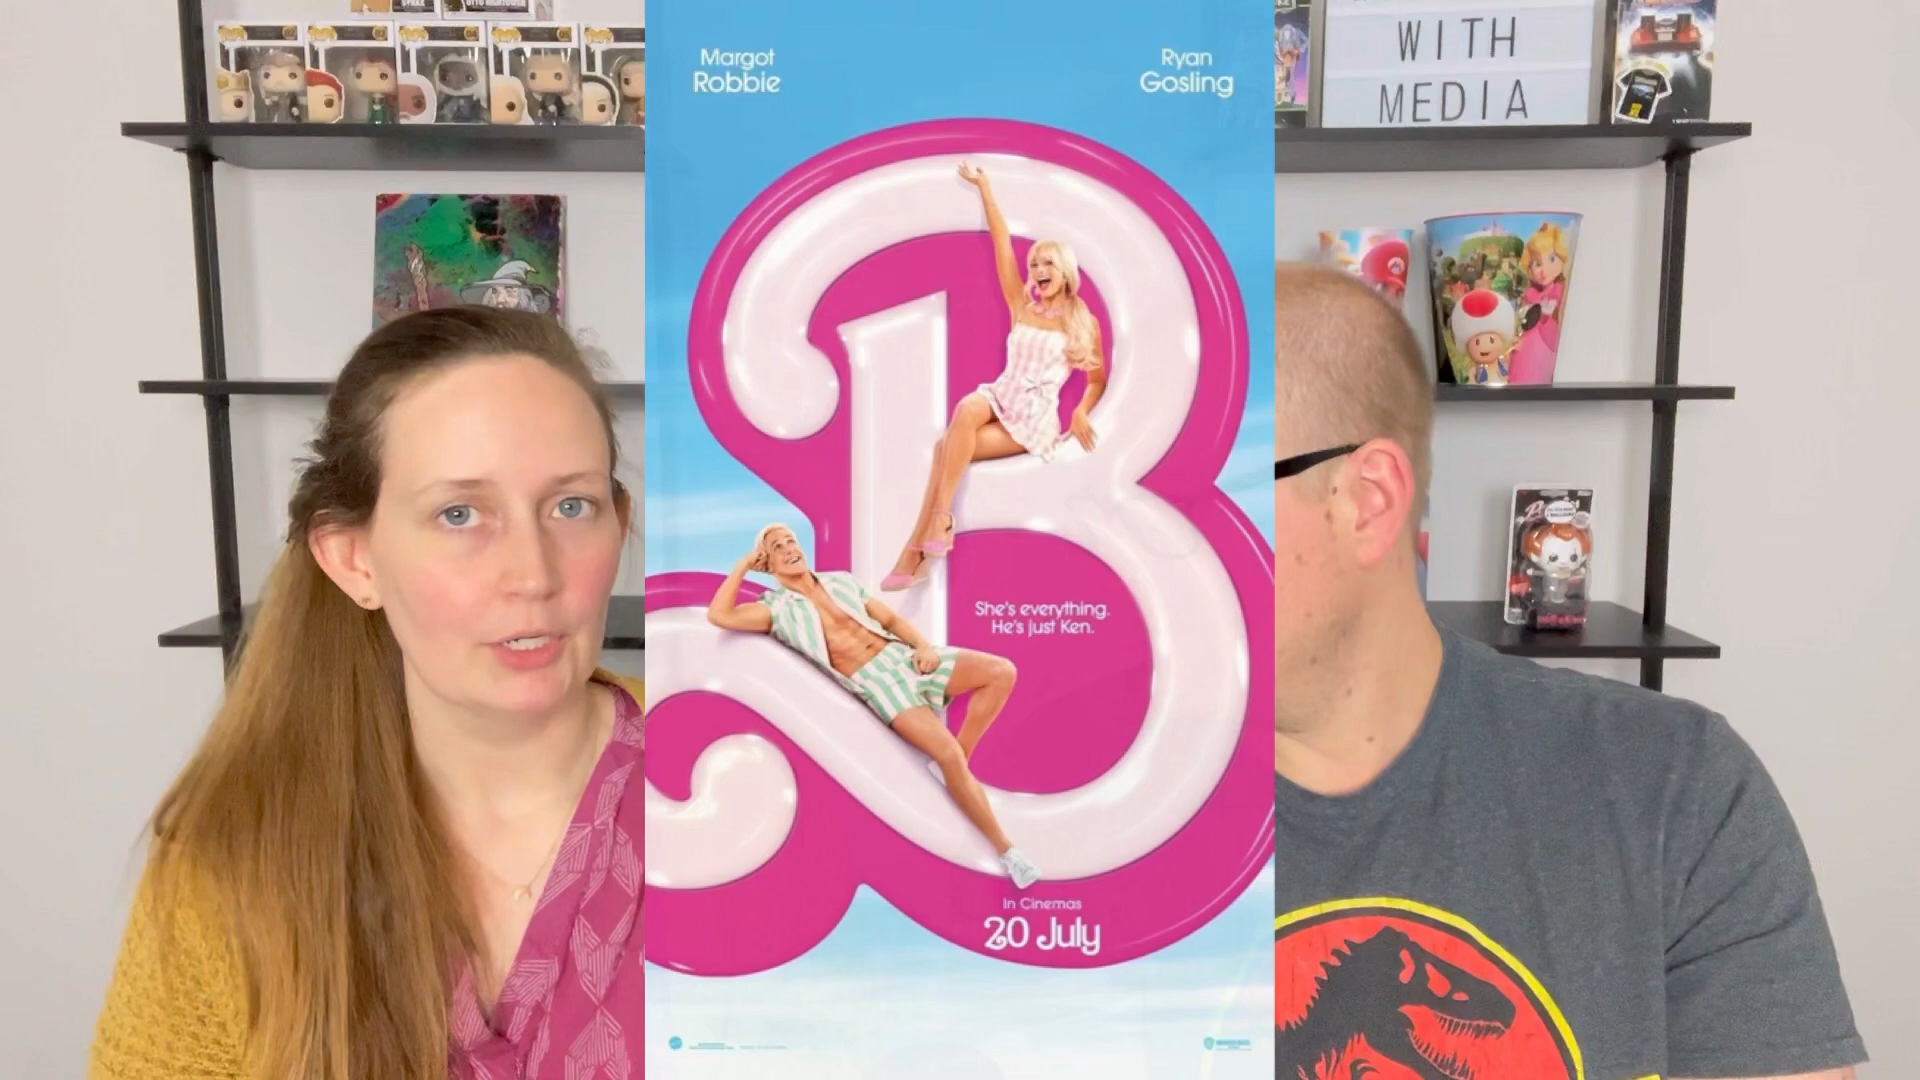 Margot
Robbie
Ryan
Gosling
WITH
MEDIA
She's everything.
He's just Ken.
In Cinemas
20 July